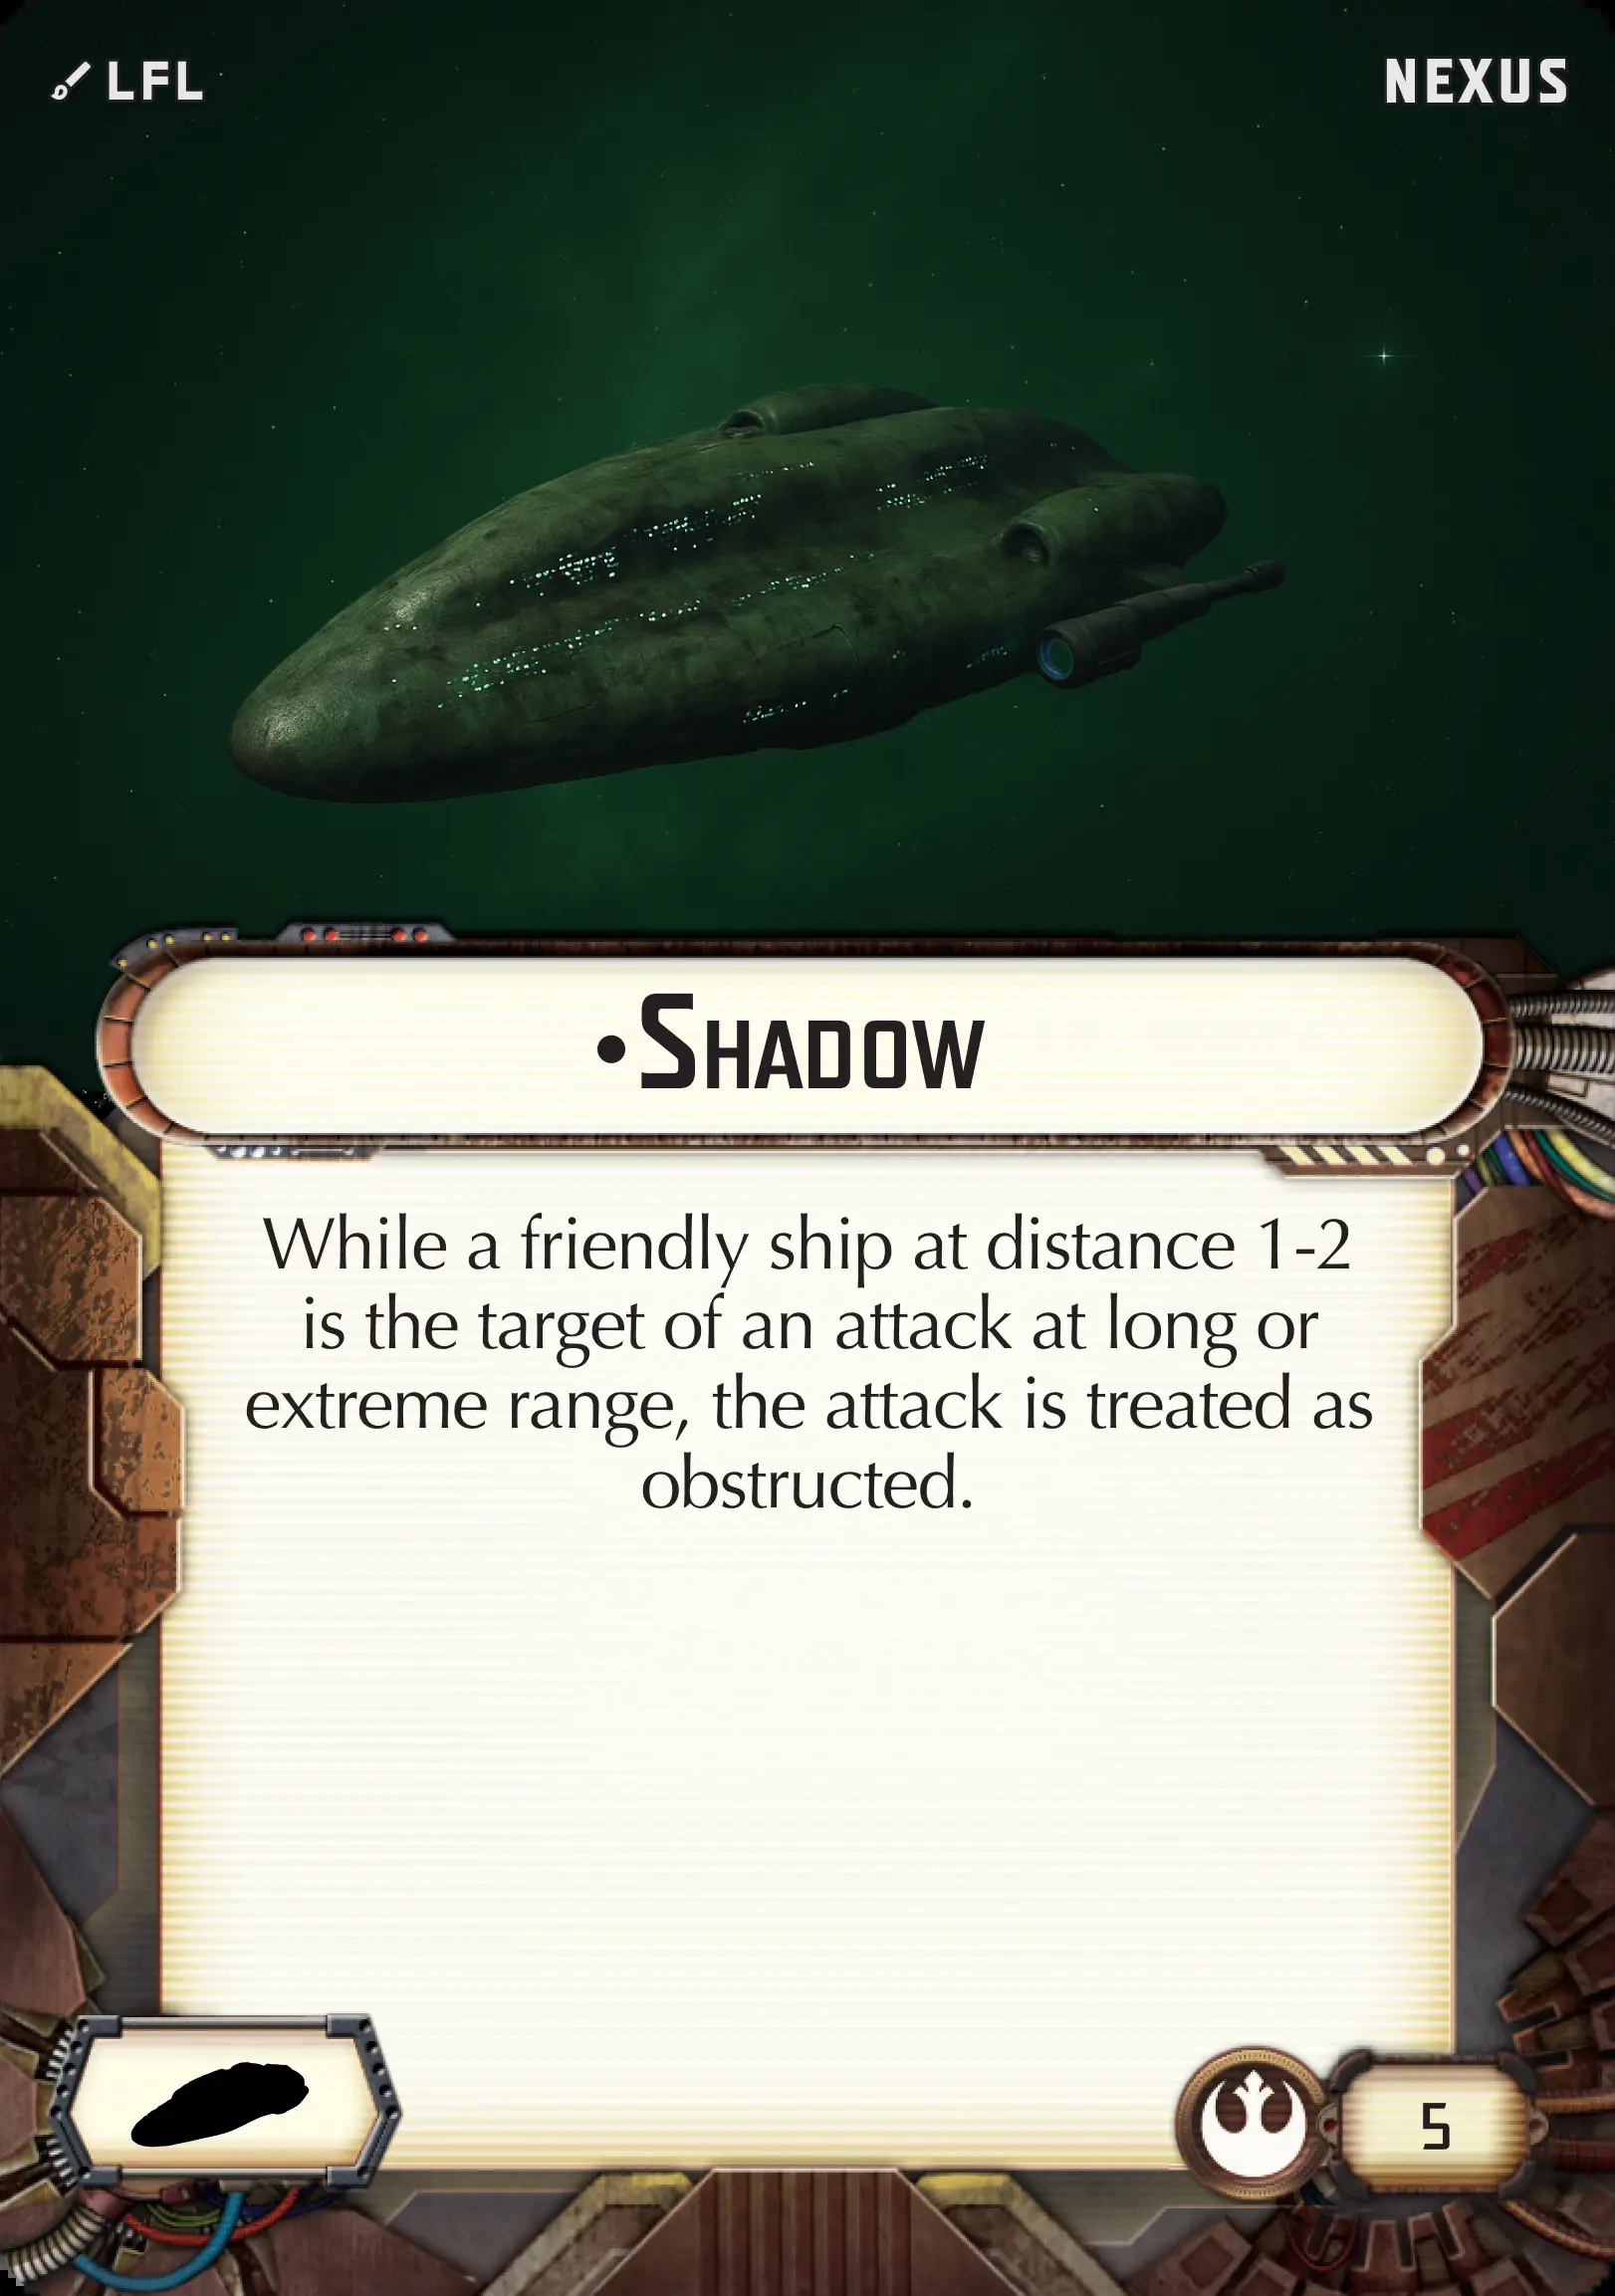 LFL
NEXUS
•SHADOW
While a friendly ship at distance 1-2
is the target of an attack at long or
extreme range, the attack is treated as
obstructed.
5